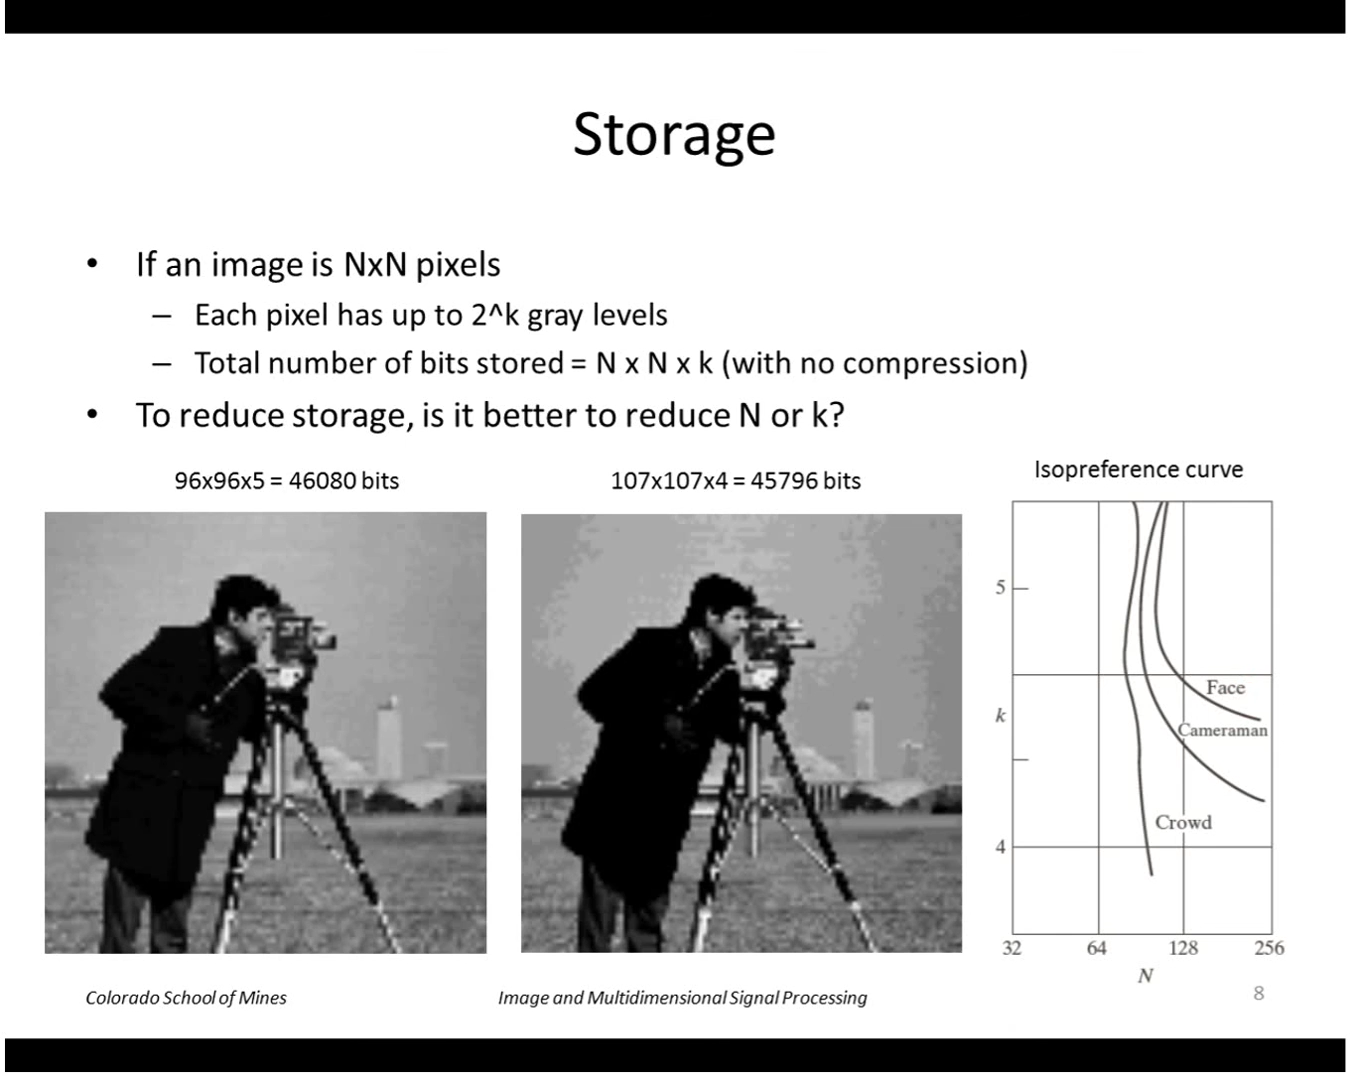 Storage
• If an image is NxN pixels
– Each pixel has up to 2^k gray levels
– Total number of bits stored = N x N x k (with no compression)
• To reduce storage, is it better to reduce N or k?
96x96x5 = 46080 bits
107x107x4 = 45796 bits
Isopreference curve
5
k
4
Face
Cameraman
Crowd
32 64 128 256
N
Colorado School of Mines
Image and Multidimensional Signal Processing
8